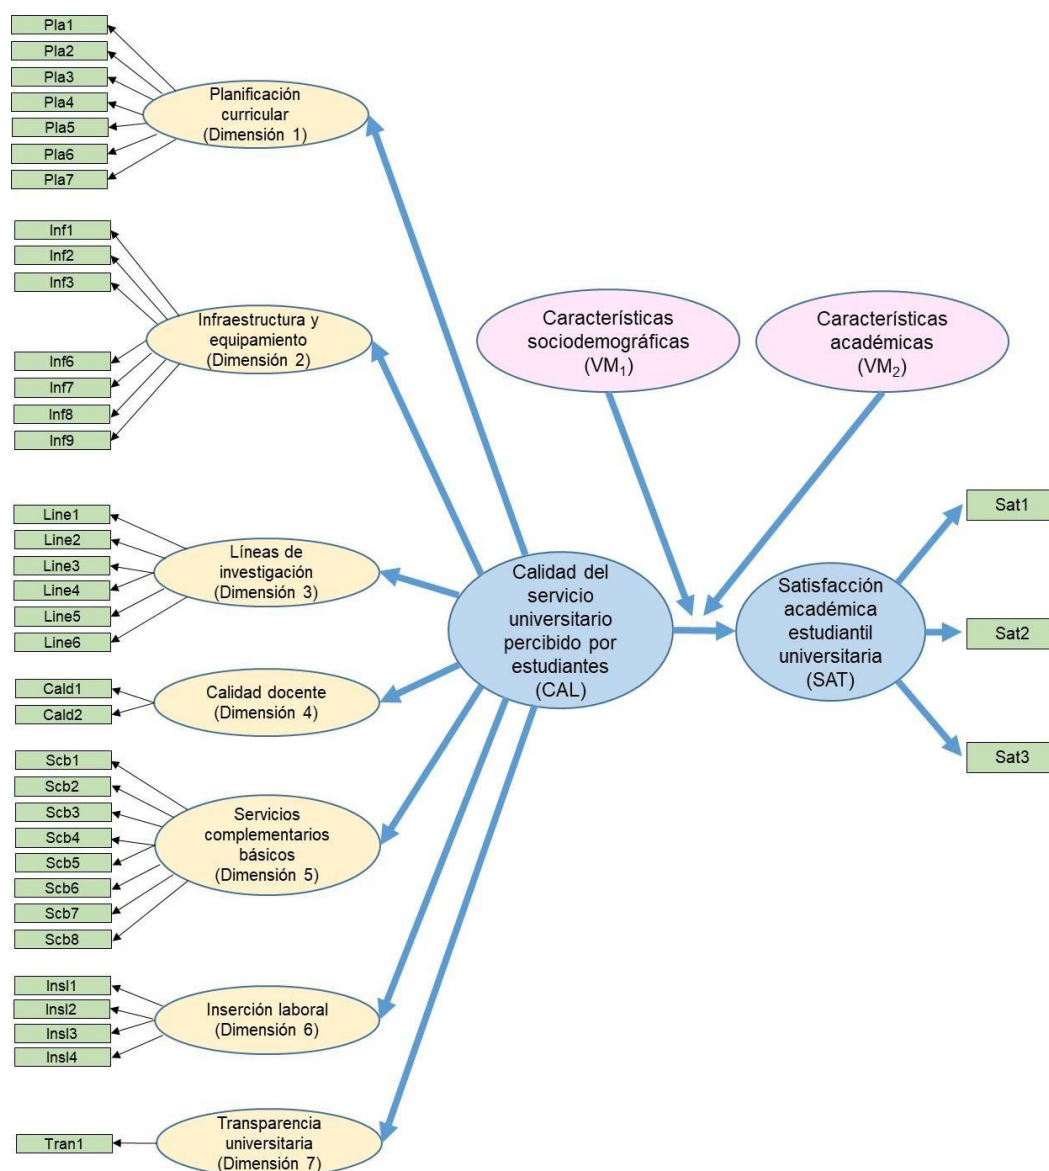 Pla1
Pla2
Pla3
Pla4
Pla5
Pla6
Pla7
Planificación
curricular
(Dimensión 1)
Inf1
Inf2
Inf3
Inf6
Inf7
Inf8
Inf9
Infraestructura y
equipamiento
(Dimensión 2)
Características
sociodemográficas
(VM₁)
Características
académicas
(VM₂)
Line1
Line2
Line3
Line4
Line5
Line6
Líneas de
investigación
(Dimensión 3)
Cald1
Cald2
Calidad docente
(Dimensión 4)
Calidad del
servicio
universitario
percibido por
estudiantes
(CAL)
Satisfacción
académica
estudiantil
universitaria
(SAT)
Sat1
Sat2
Sat3
Scb1
Scb2
Scb3
Scb4
Scb5
Scb6
Scb7
Scb8
Servicios
complementarios
básicos
(Dimensión 5)
Insl1
Insl2
Insl3
Insl4
Inserción laboral
(Dimensión 6)
Tran1
Transparencia
universitaria
(Dimensión 7)